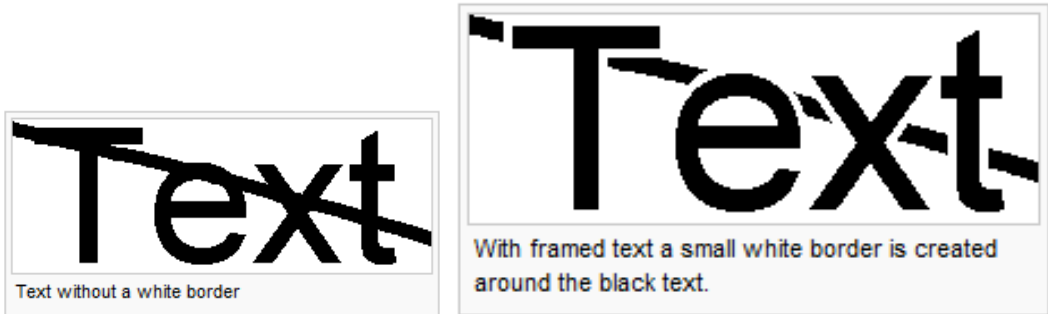 Text
Text without a white border
Text
With framed text a small white border is created
around the black text.